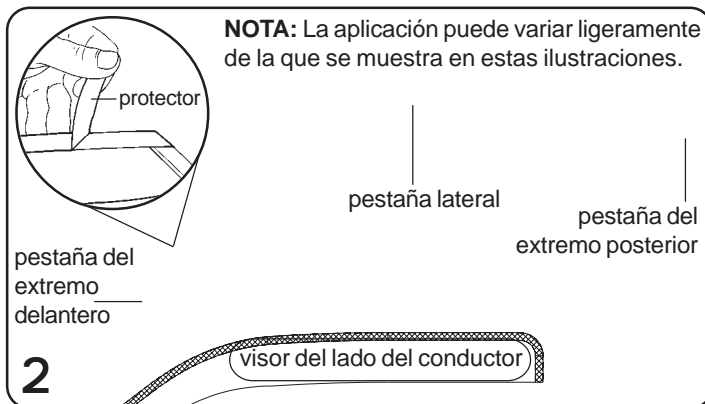 NOTA: La aplicación puede variar ligeramente
de la que se muestra en estas ilustraciones.
protector
pestaña lateral
pestaña del
extremo posterior
pestaña del
extremo
delantero
visor del lado del conductor
2